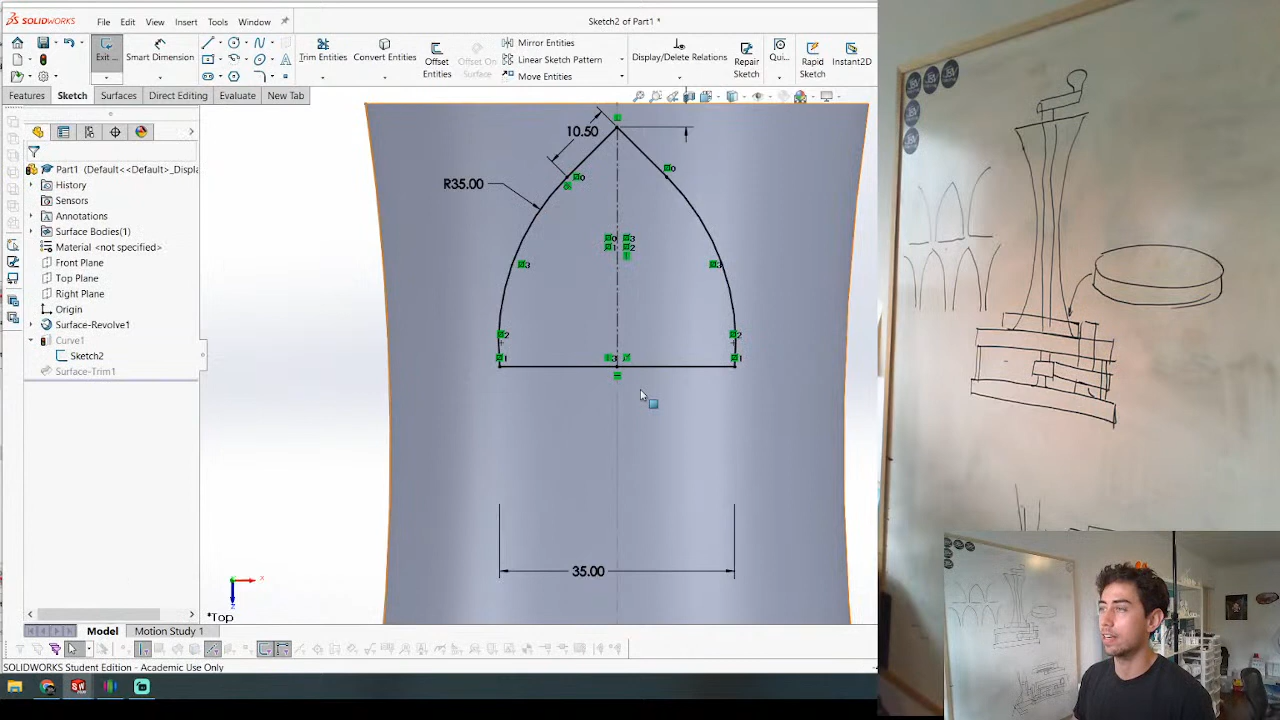 SOLIDWORKS File Edit View Insert Tools Window Sketch2 of Part1 *
Exit ... Smart Dimension Trim Entities Convert Entities Offset Entities Offset On Surface Mirror Entities Linear Sketch Pattern Move Entities Display/Delete Relations Repair Sketch Qui... Rapid Sketch Instant2D
Features Sketch Surfaces Direct Editing Evaluate New Tab
10.50
R35.00
Part1 (Default<<Default>_Displa
History
Sensors
Annotations
Surface Bodies(1)
Material <not specified>
Front Plane
Top Plane
Right Plane
Origin
Surface-Revolve1
Curve1
Sketch2
Surface-Trim1
35.00
*Top
Model Motion Study 1
SOLIDWORKS Student Edition - Academic Use Only